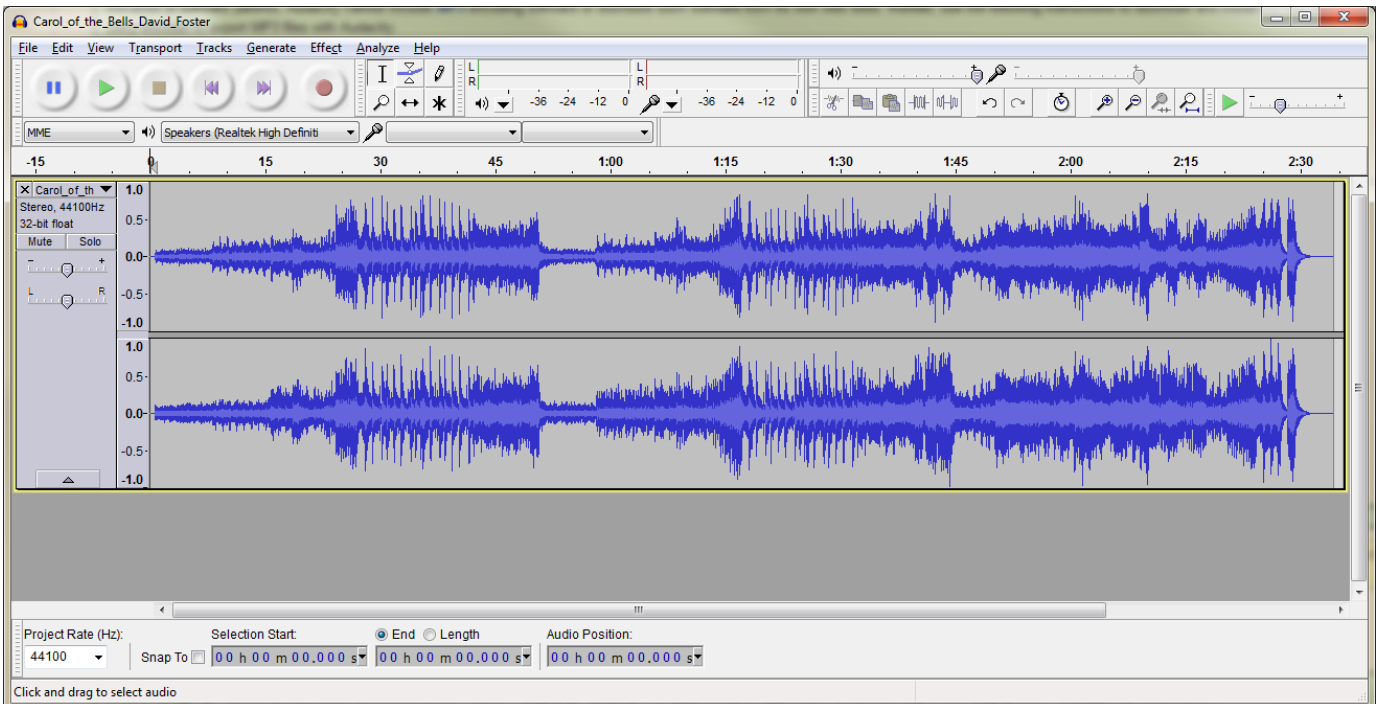 Carol_of_the_Bells_David_Foster
File Edit View Transport Tracks Generate Effect Analyze Help
L L
R R
-36 -24 -12 0 -36 -24 -12 0
MME Speakers (Realtek High Definiti
-15 0 15 30 45 1:00 1:15 1:30 1:45 2:00 2:15 2:30
X Carol_of_th 1.0
Stereo, 44100Hz
32-bit float 0.5
Mute Solo
- + 0.0
L R -0.5
-1.0
1.0
0.5
0.0
-0.5
-1.0
Project Rate (Hz): Selection Start: End Length Audio Position:
44100 Snap To 00 h 00 m 00.000 s 00 h 00 m 00.000 s 00 h 00 m 00.000 s
Click and drag to select audio